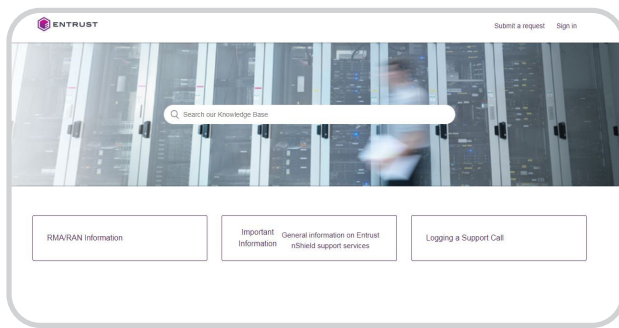 ENTRUST
Submit a request Sign in
Search our Knowledge Base
RMA/RAN Information
Important Information
General information on Entrust nShield support services
Logging a Support Call